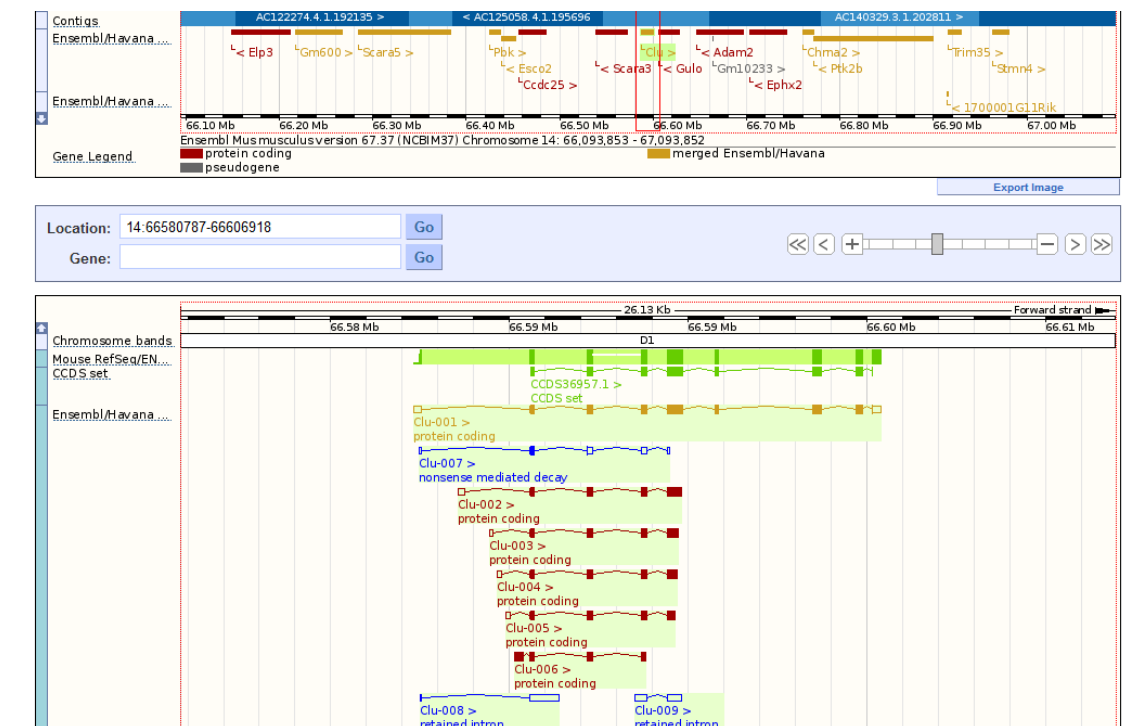 Contigs AC122274.4.1.192135 > < AC125058.4.1.195696 AC140329.3.1.202811 >
Ensembl/Havana ...
< Elp3 Gm600 > Scara5 > Pbk > Clu > < Adam2 Chrna2 > Trim35 >
< Esco2 < Scara3 < Gulo Gm10233 > < Ptk2b Stmn4 >
Ccdc25 > < Ephx2
Ensembl/Havana ... < 1700001G11Rik
66.10 Mb 66.20 Mb 66.30 Mb 66.40 Mb 66.50 Mb 66.60 Mb 66.70 Mb 66.80 Mb 66.90 Mb 67.00 Mb
Ensembl Mus musculus version 67.37 (NCBIM37) Chromosome 14: 66,093,853 - 67,093,852
Gene Legend protein coding merged Ensembl/Havana
pseudogene
Export Image
Location: 14:66580787-66606918 Go
Gene: Go
26.13 Kb Forward strand
66.58 Mb 66.59 Mb 66.59 Mb 66.60 Mb 66.61 Mb
Chromosome bands D1
Mouse RefSeq/EN...
CCDS set
CCDS36957.1 >
CCDS set
Ensembl/Havana ...
Clu-001 >
protein coding
Clu-007 >
nonsense mediated decay
Clu-002 >
protein coding
Clu-003 >
protein coding
Clu-004 >
protein coding
Clu-005 >
protein coding
Clu-006 >
protein coding
Clu-008 > Clu-009 >
retained intron retained intron